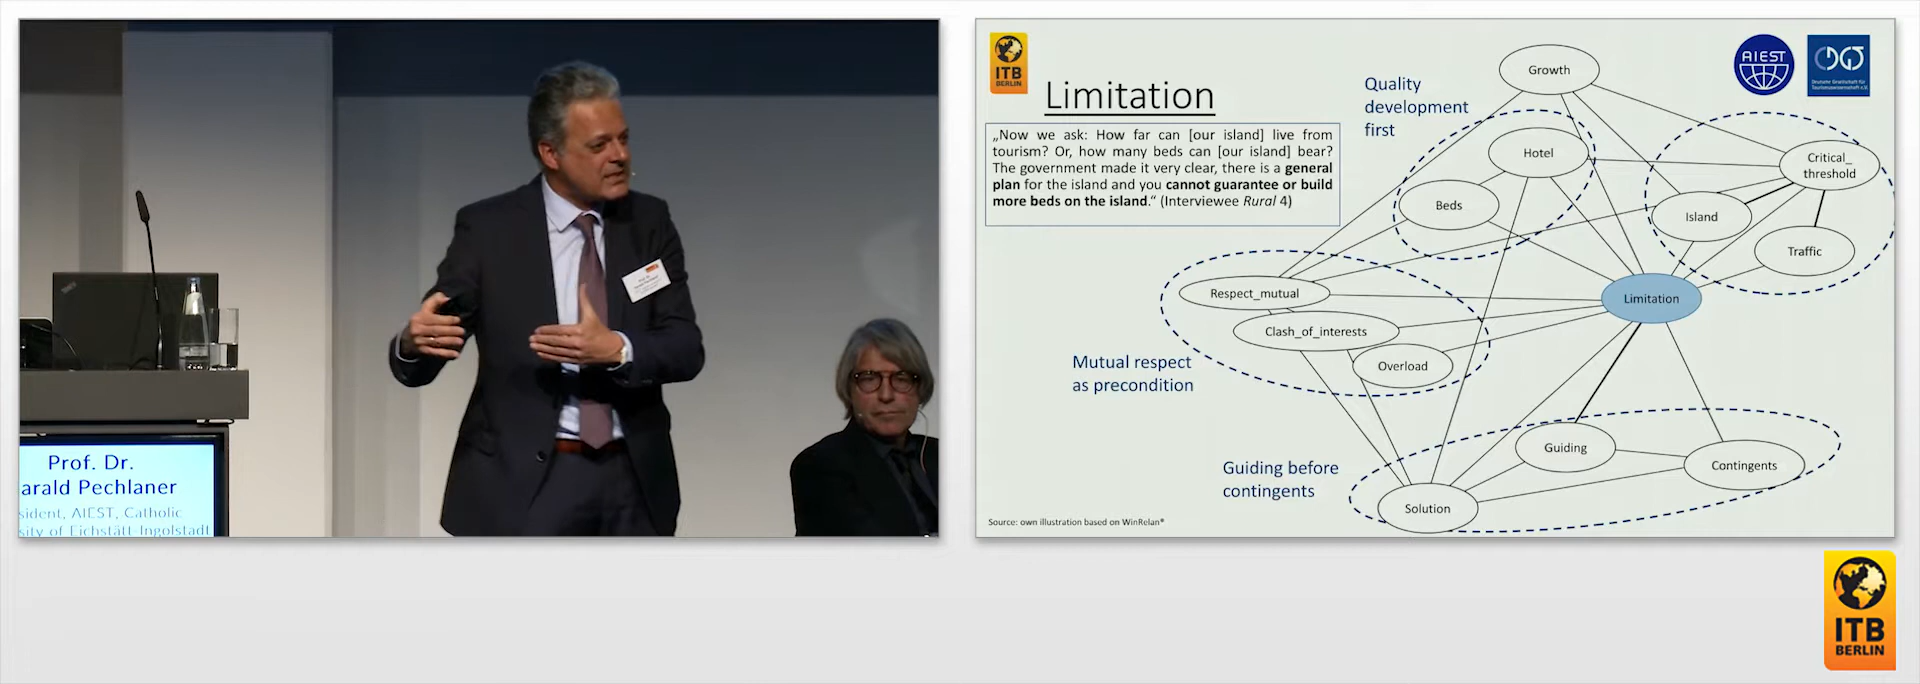 Prof. Dr.
arald Pechlaner
sident, AIEST, Catholic
sity of Eichstätt-Ingolstadt
ITB
BERLIN
Limitation
„Now we ask: How far can [our island] live from
tourism? Or, how many beds can [our island] bear?
The government made it very clear, there is a general
plan for the island and you cannot guarantee or build
more beds on the island.“ (Interviewee Rural 4)
Quality
development
first
Growth
AIEST
DGT
Deutsche Gesellschaft für
Tourismuswissenschaft e.V.
Hotel
Beds
Critical_
threshold
Island
Traffic
Respect_mutual
Limitation
Clash_of_interests
Overload
Mutual respect
as precondition
Guiding before
contingents
Guiding
Contingents
Solution
Source: own illustration based on WinRelan®
ITB
BERLIN